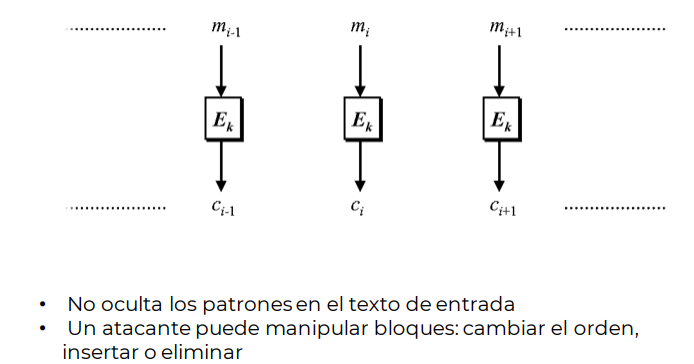 m_{i-1} m_i m_{i+1}
E_k E_k E_k
c_{i-1} c_i c_{i+1}
• No oculta los patrones en el texto de entrada
• Un atacante puede manipular bloques: cambiar el orden,
insertar o eliminar